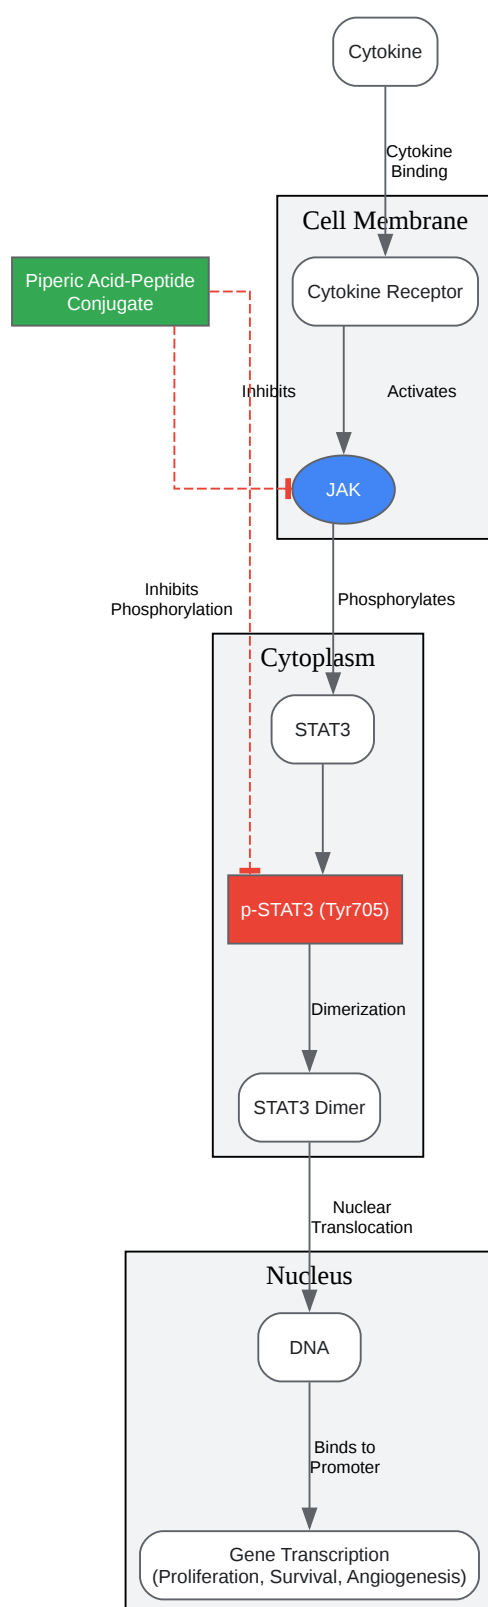 Cytokine
Cytokine
Binding
Cell Membrane
Piperic Acid-Peptide
Conjugate
Cytokine Receptor
Inhibits
Activates
JAK
Inhibits
Phosphorylation
Phosphorylates
Cytoplasm
STAT3
p-STAT3 (Tyr705)
Dimerization
STAT3 Dimer
Nuclear
Translocation
Nucleus
DNA
Binds to
Promoter
Gene Transcription
(Proliferation, Survival, Angiogenesis)